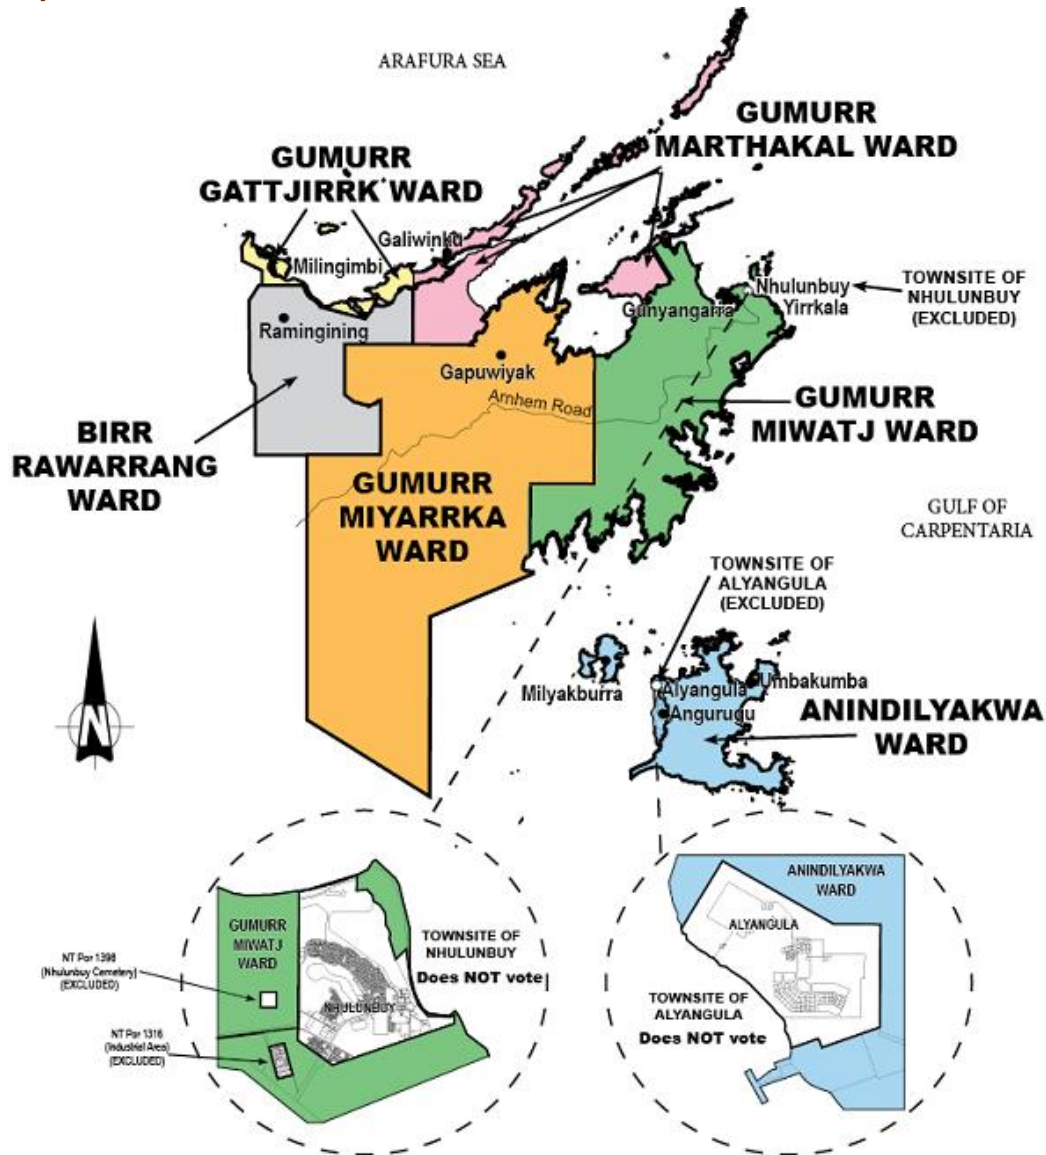 ARAFURA SEA
GUMURR
MARTHAKAL WARD
GUMURR
GATTJIRRK WARD
Galiwinku
Milingimbi
Nhulunbuy
Yirrkala
TOWNSITE OF
NHULUNBUY
(EXCLUDED)
Gunyangarra
Ramingining
Gapuwiyak
Arnhem Road
GUMURR
MIWATJ WARD
BIRR
RAWARRANG
WARD
GUMURR
MIYARRKA
WARD
GULF OF
CARPENTARIA
TOWNSITE OF
ALYANGULA
(EXCLUDED)
N
Milyakburra
Alyangula
Umbakumba
Angurugu
ANINDILYAKWA
WARD
GUMURR
MIWATJ
WARD
TOWNSITE OF
NHULUNBUY
Does NOT vote
NT Por 1398
(Nhulunbuy Cemetery)
(EXCLUDED)
NHULUNBUY
NT Por 1316
(Industrial Area)
(EXCLUDED)
ANINDILYAKWA
WARD
ALYANGULA
TOWNSITE OF
ALYANGULA
Does NOT vote